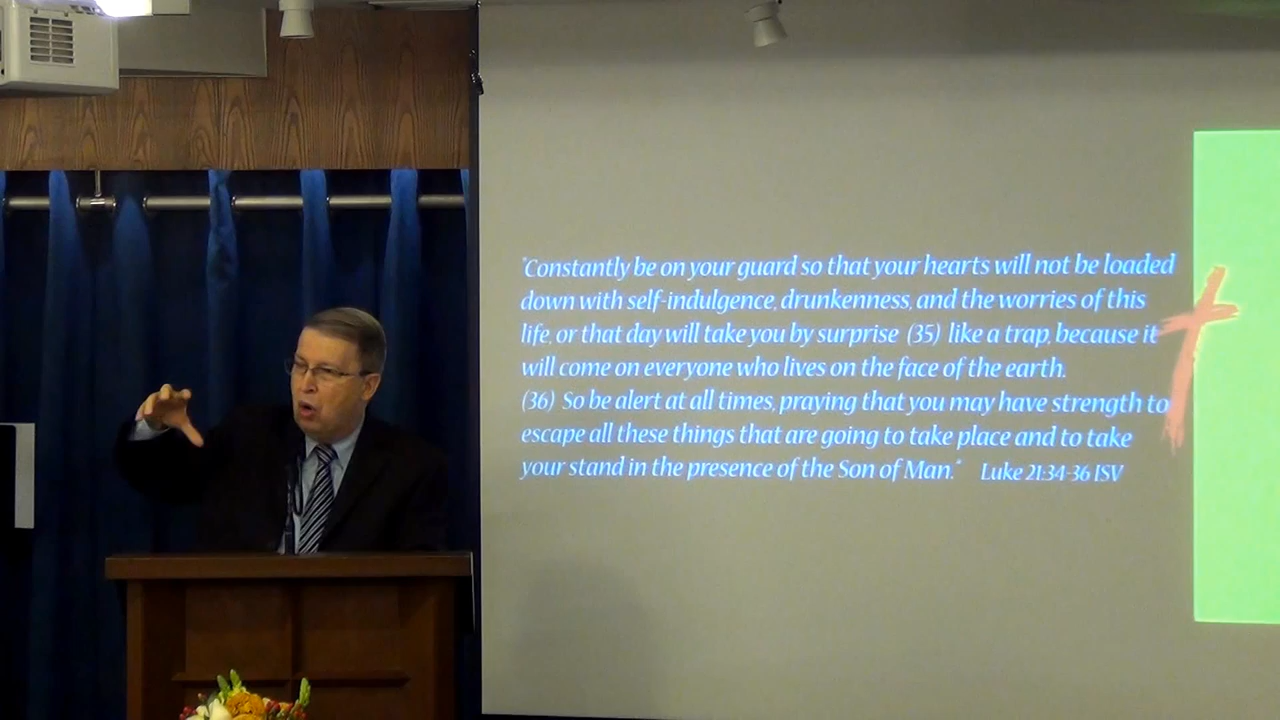 "Constantly be on your guard so that your hearts will not be loaded
down with self-indulgence, drunkenness, and the worries of this
life, or that day will take you by surprise (35) like a trap, because it
will come on everyone who lives on the face of the earth.
(36) So be alert at all times, praying that you may have strength to
escape all these things that are going to take place and to take
your stand in the presence of the Son of Man." Luke 21:34-36 ISV